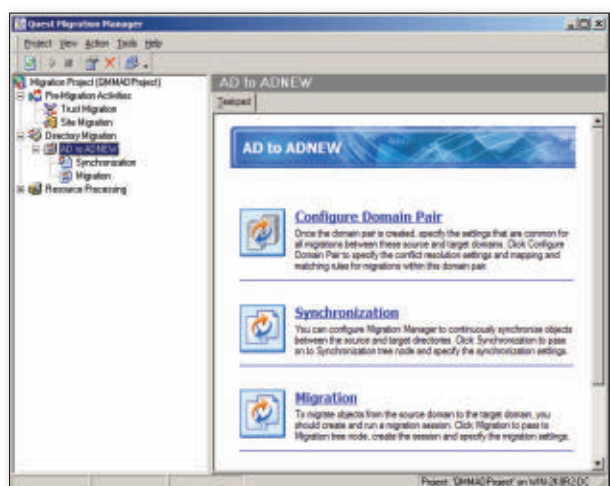 Quest Migration Manager
Project View Action Tools Help
Migration Project (QMMAD Project)
Pre-Migration Activities
Trust Migration
Site Migration
Directory Migration
AD to ADNEW
Synchronization
Migration
Resource Processing
AD to ADNEW
Taskpad
AD to ADNEW
Configure Domain Pair
Once the domain pair is created, specify the settings that are common for
all migrations between these source and target domains. Click Configure
Domain Pair to specify the conflict resolution settings and mapping and
matching rules for migrations within this domain pair.
Synchronization
You can configure Migration Manager to continuously synchronize objects
between the source and target directories. Click Synchronization to pass
on to Synchronization tree node and specify the synchronization settings.
Migration
To migrate objects from the source domain to the target domain, you
should create and run a migration session. Click Migration to pass to
Migration tree node, create the session and specify the migration settings.
Project: 'QMMAD Project' on WIN-2K8R2-DC